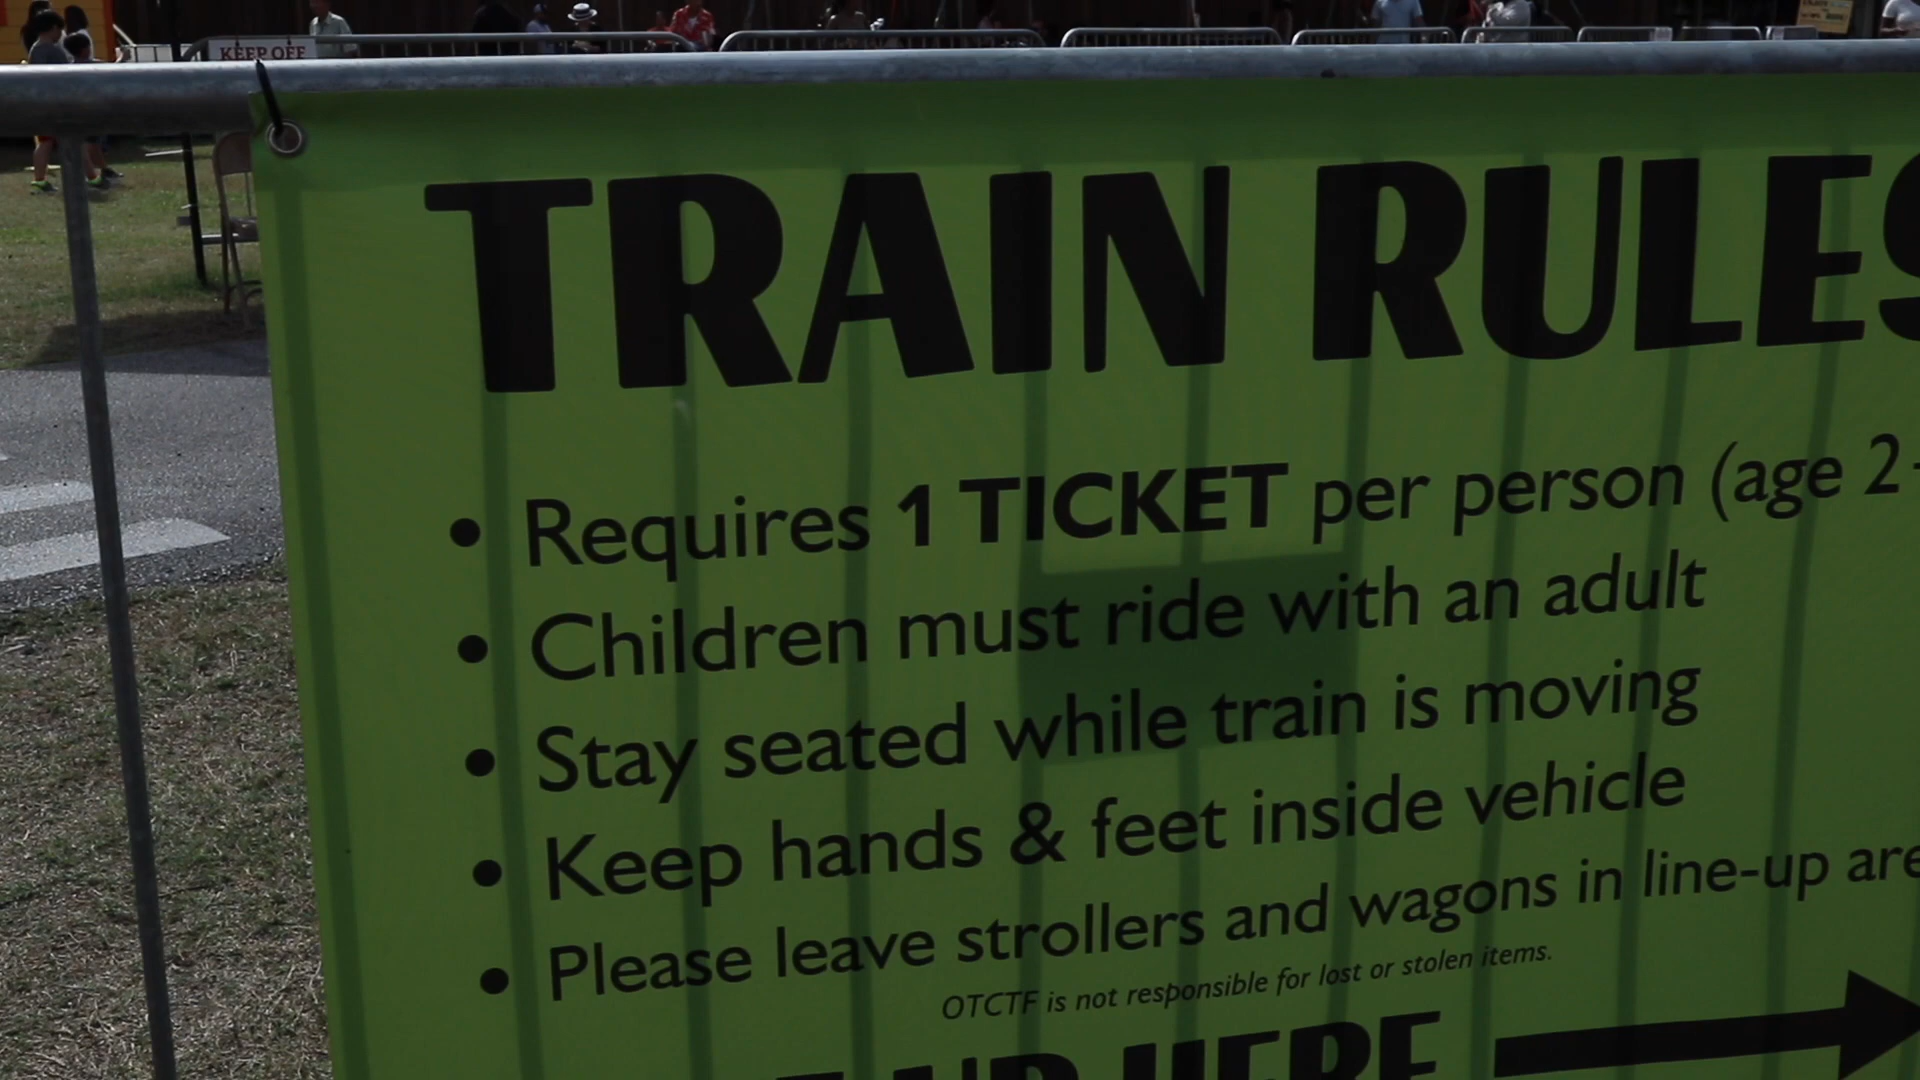 KEEP OFF
TRAIN RULES
• Requires 1 TICKET per person (age 2-
• Children must ride with an adult
• Stay seated while train is moving
• Keep hands & feet inside vehicle
• Please leave strollers and wagons in line-up are
OTCTF is not responsible for lost or stolen items.
UP HERE